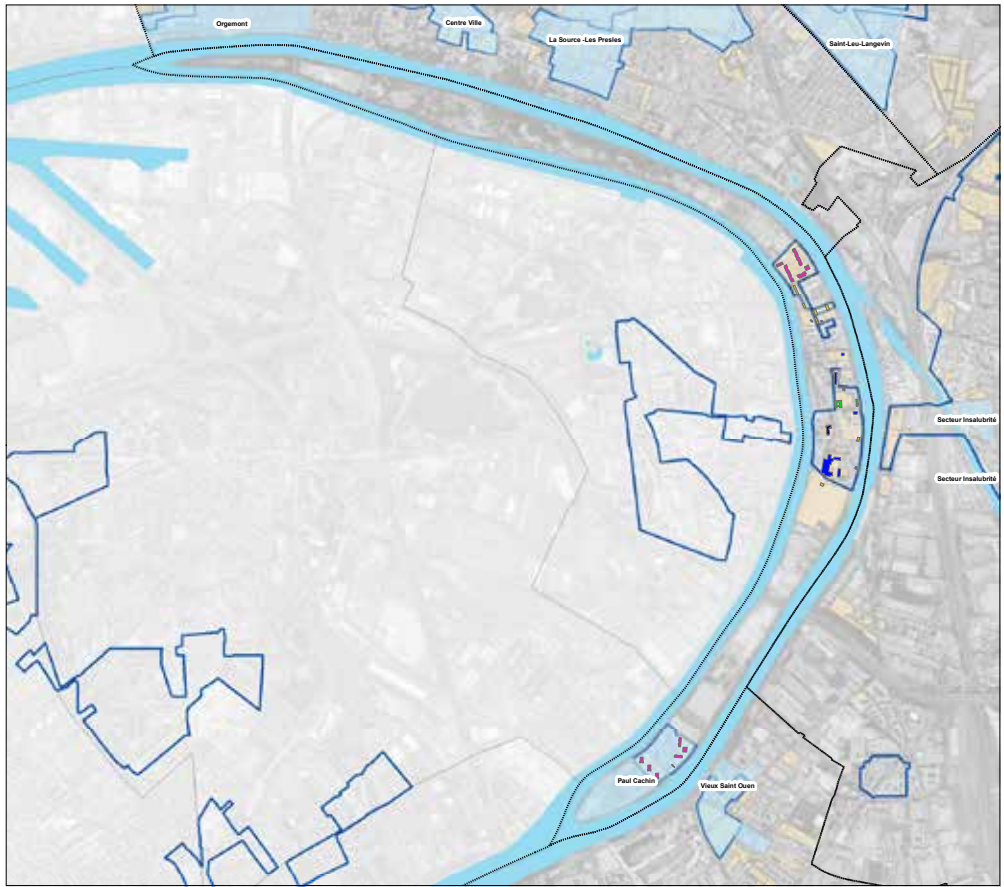 Orgemont
Centre Ville
La Source -Les Presles
Saint-Leu-Langevin
Secteur Insalubrité
Secteur Insalubrité
Paul Cachin
Vieux Saint Ouen